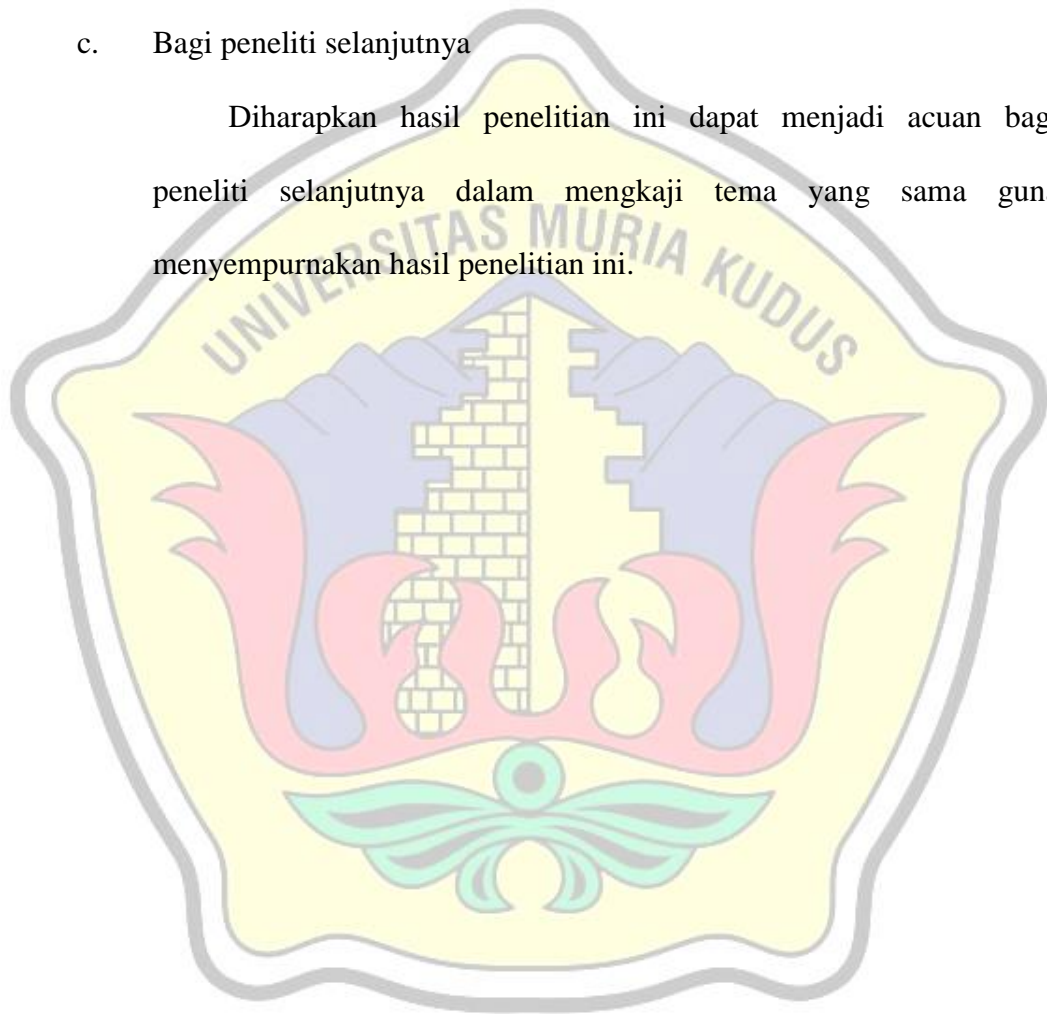 c. Bagi peneliti selanjutnya
Diharapkan hasil penelitian ini dapat menjadi acuan bag
peneliti selanjutnya dalam mengkaji tema yang sama gun
menyempurnakan hasil penelitian ini.
UNIVERSITAS MURIA KUDUS